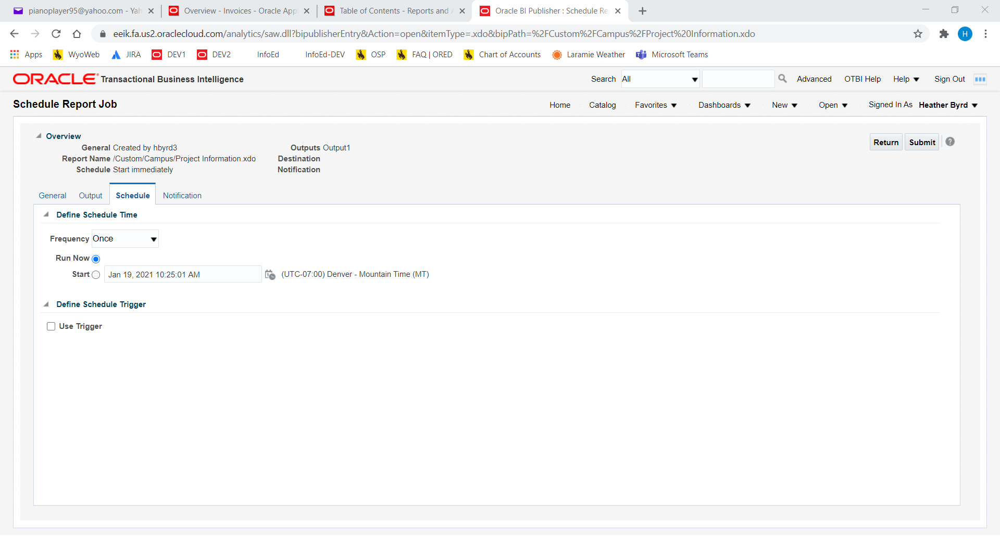 pianoplayer95@yahoo.com - Yah
Overview - Invoices - Oracle App
Table of Contents - Reports and A
Oracle BI Publisher : Schedule Re
eeik.fa.us2.oraclecloud.com/analytics/saw.dll?bipublisherEntry&Action=open&itemType=.xdo&bipPath=%2FCustom%2FCampus%2FProject%20Information.xdo
H
Apps WyoWeb JIRA DEV1 DEV2 InfoEd InfoEd-DEV OSP FAQ | ORED Chart of Accounts Laramie Weather Microsoft Teams
ORACLE Transactional Business Intelligence
Search All Advanced OTBI Help Help Sign Out
Schedule Report Job
Home Catalog Favorites Dashboards New Open Signed In As Heather Byrd
Overview
Return Submit ?
General Created by hbyrd3 Outputs Output1
Report Name /Custom/Campus/Project Information.xdo Destination
Schedule Start immediately Notification
General Output Schedule Notification
Define Schedule Time
Frequency Once
Run Now
Start Jan 19, 2021 10:25:01 AM (UTC-07:00) Denver - Mountain Time (MT)
Define Schedule Trigger
Use Trigger